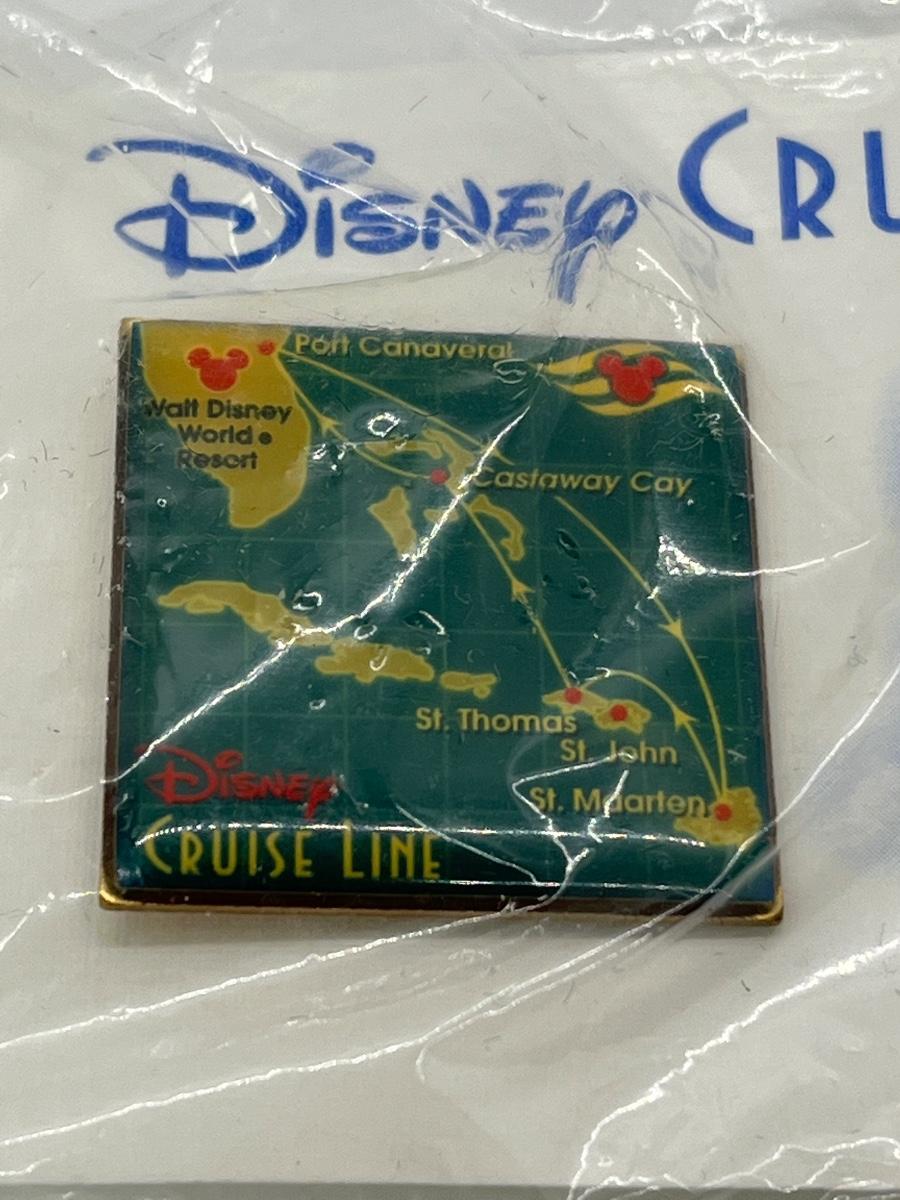 Disney CRU
Port Canaveral
Walt Disney
World
Resort
Castaway Cay
St. Thomas
St. John
St. Maarten
Disney
CRUISE LINE